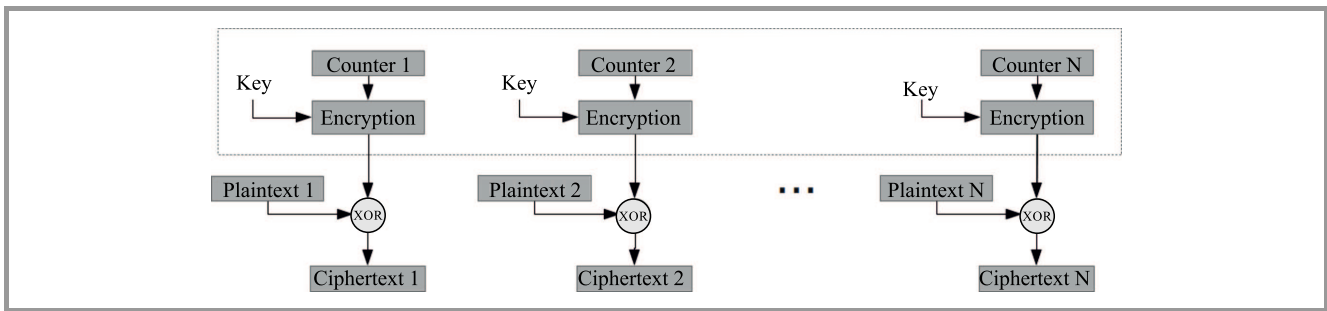 Counter 1
Key
Encryption
Plaintext 1
XOR
Ciphertext 1
Counter 2
Key
Encryption
Plaintext 2
XOR
Ciphertext 2
...
Counter N
Key
Encryption
Plaintext N
XOR
Ciphertext N